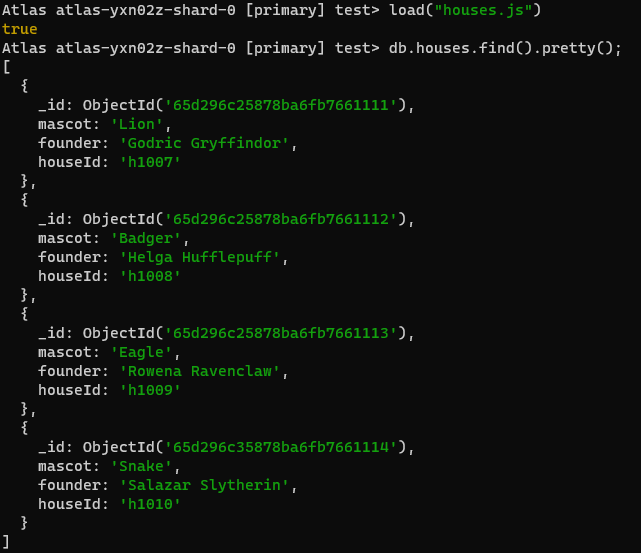 Atlas atlas-yxn02z-shard-0 [primary] test> load("houses.js")
true
Atlas atlas-yxn02z-shard-0 [primary] test> db.houses.find().pretty();
[
  {
    _id: ObjectId('65d296c25878ba6fb7661111'),
    mascot: 'Lion',
    founder: 'Godric Gryffindor',
    houseId: 'h1007'
  },
  {
    _id: ObjectId('65d296c25878ba6fb7661112'),
    mascot: 'Badger',
    founder: 'Helga Hufflepuff',
    houseId: 'h1008'
  },
  {
    _id: ObjectId('65d296c25878ba6fb7661113'),
    mascot: 'Eagle',
    founder: 'Rowena Ravenclaw',
    houseId: 'h1009'
  },
  {
    _id: ObjectId('65d296c35878ba6fb7661114'),
    mascot: 'Snake',
    founder: 'Salazar Slytherin',
    houseId: 'h1010'
  }
]